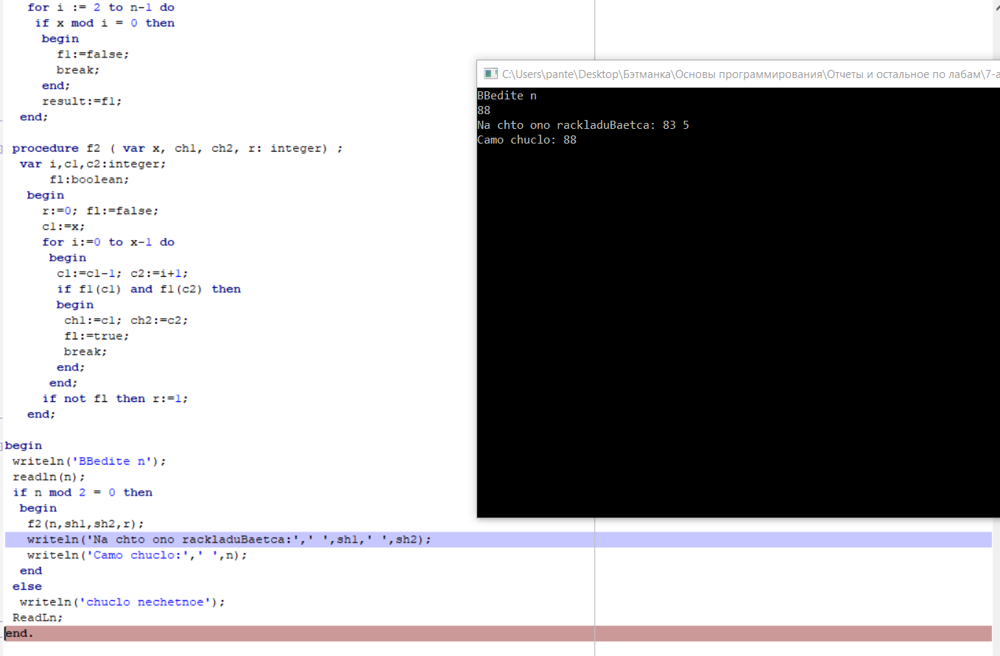 for i := 2 to n-1 do
if x mod i = 0 then
begin
fl:=false;
break;
end;
result:=fl;
end;
procedure f2 ( var x, ch1, ch2, r: integer) ;
var i,c1,c2:integer;
fl:boolean;
begin
r:=0; fl:=false;
c1:=x;
for i:=0 to x-1 do
begin
c1:=c1-1; c2:=i+1;
if f1(c1) and f1(c2) then
begin
ch1:=c1; ch2:=c2;
fl:=true;
break;
end;
end;
if not fl then r:=1;
end;
begin
writeln('BBedite n');
readln(n);
if n mod 2 = 0 then
begin
f2(n,sh1,sh2,r);
writeln('Na chto ono rackladuBaetca:',' ',sh1,' ',sh2);
writeln('Camo chuclo:',' ',n);
end
else
writeln('chuclo nechetnoe');
ReadLn;
end.
C:\Users\pante\Desktop\Бэтманка\Основы программирования\Отчеты и остальное по лабам\7-а
BBedite n
88
Na chto ono rackladuBaetca: 83 5
Camo chuclo: 88